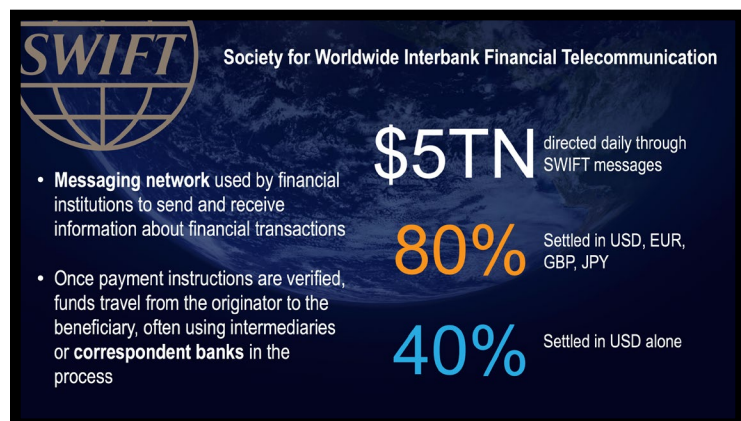 SWIFT
Society for Worldwide Interbank Financial Telecommunication
• Messaging network used by financial
institutions to send and receive
information about financial transactions
• Once payment instructions are verified,
funds travel from the originator to the
beneficiary, often using intermediaries
or correspondent banks in the
process
$5TN
directed daily through
SWIFT messages
80%
Settled in USD, EUR,
GBP, JPY
40%
Settled in USD alone